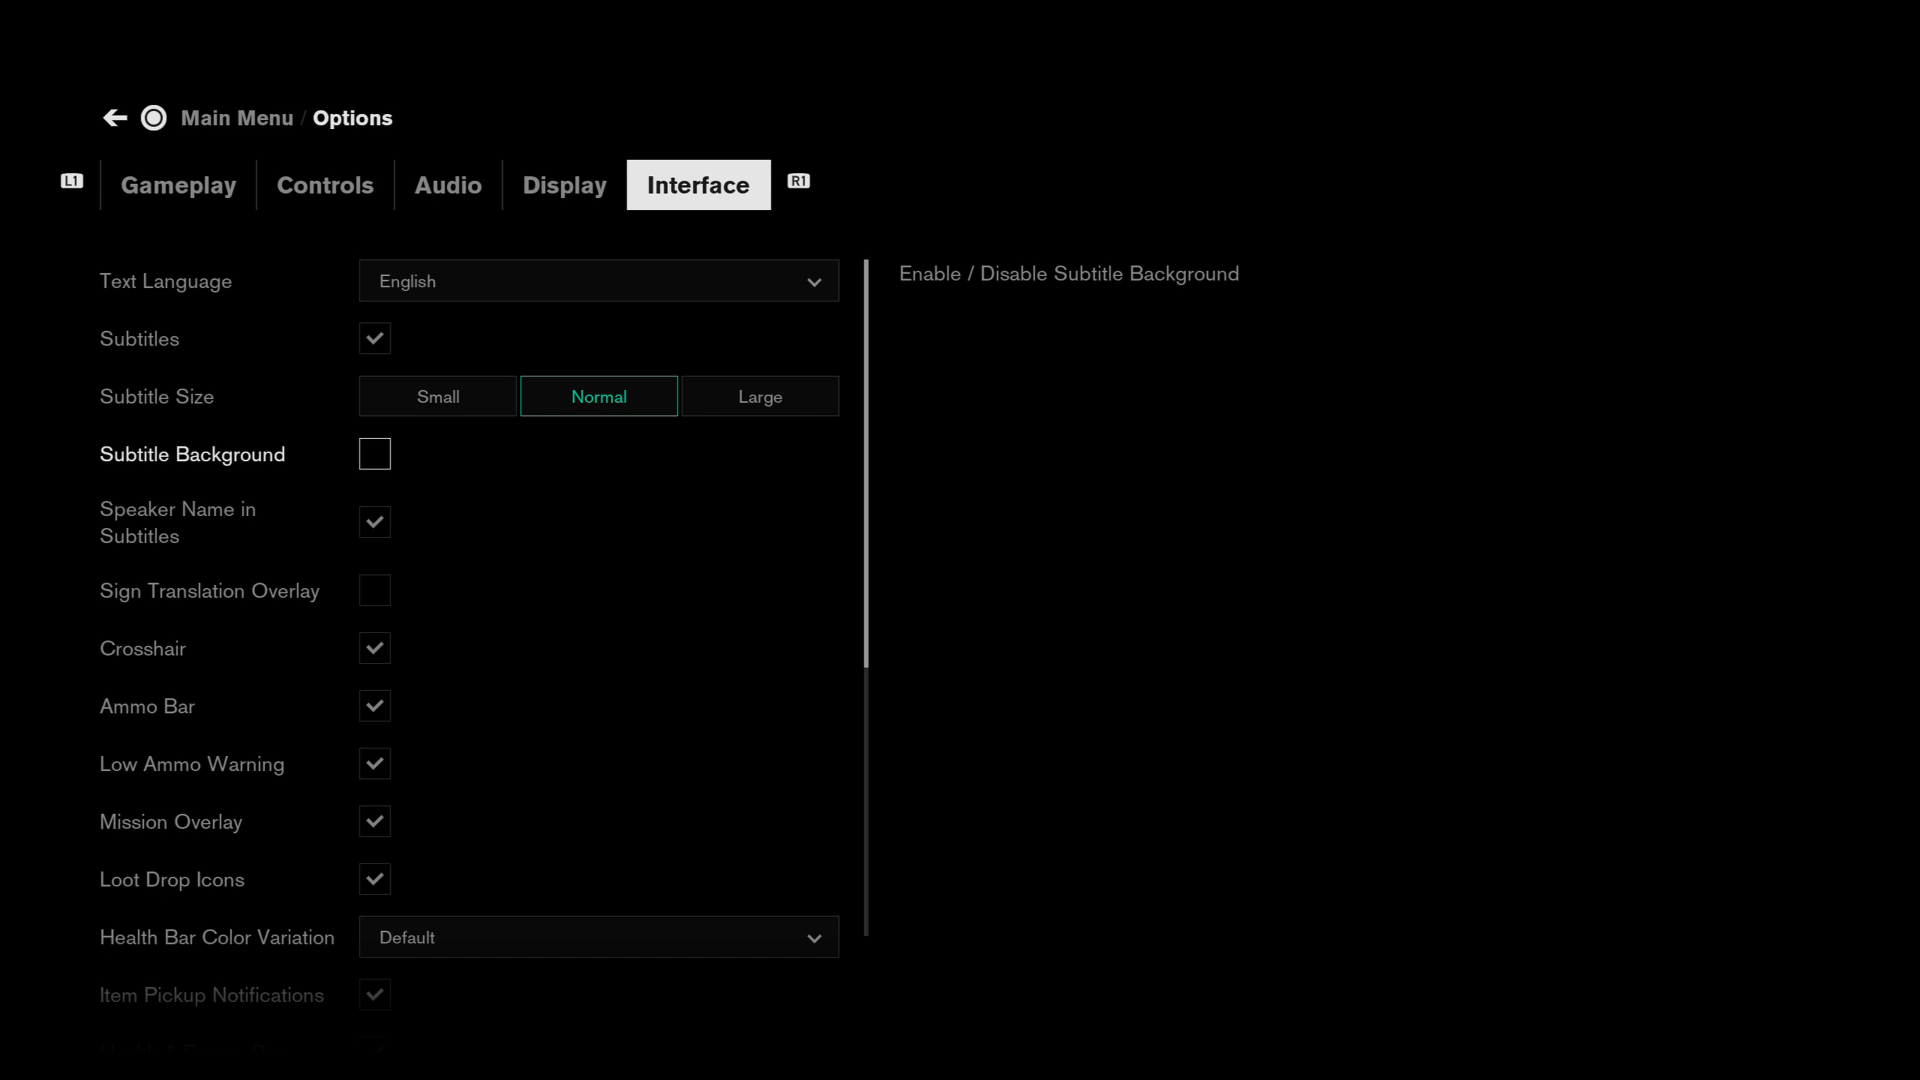 Main Menu / Options
L1 Gameplay Controls Audio Display Interface R1
Text Language English
Enable / Disable Subtitle Background
Subtitles
Subtitle Size Small Normal Large
Subtitle Background
Speaker Name in
Subtitles
Sign Translation Overlay
Crosshair
Ammo Bar
Low Ammo Warning
Mission Overlay
Loot Drop Icons
Health Bar Color Variation Default
Item Pickup Notifications